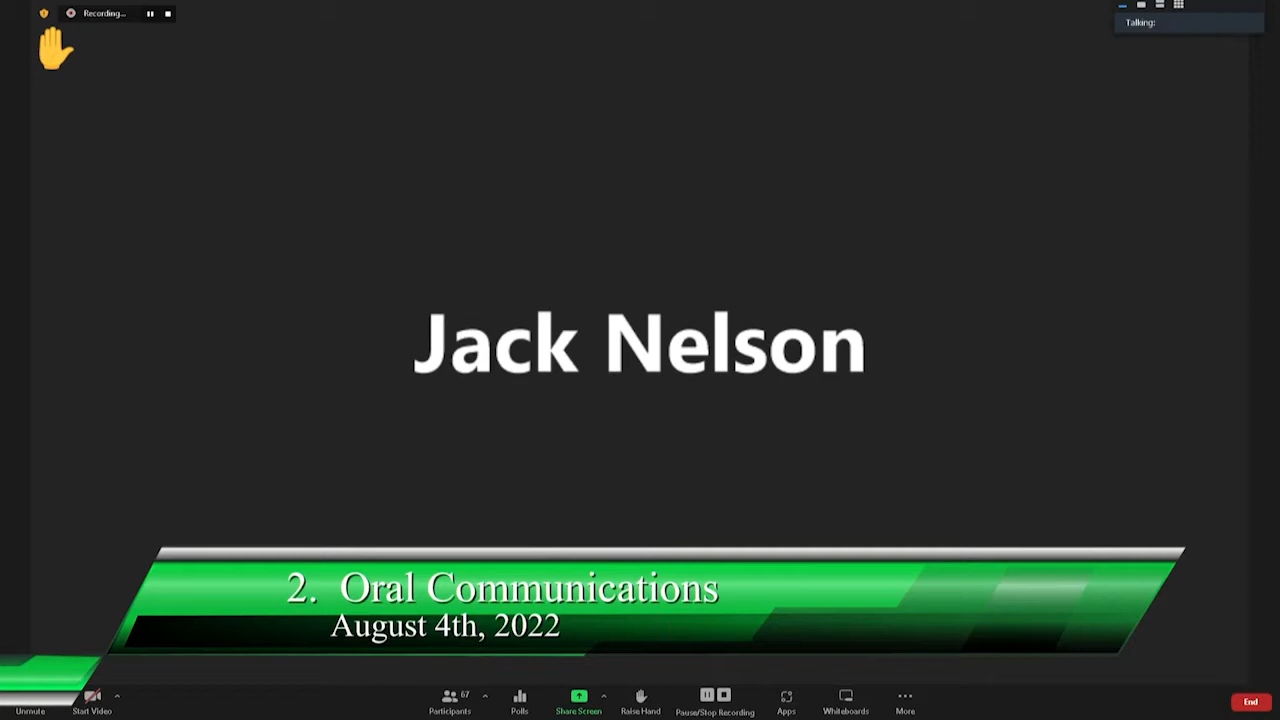 Recording...
Talking:
Jack Nelson
2. Oral Communications
August 4th, 2022
Unmute
Start Video
67
Participants
Polls
Share Screen
Raise Hand
Pause/Stop Recording
Apps
Whiteboards
More
End